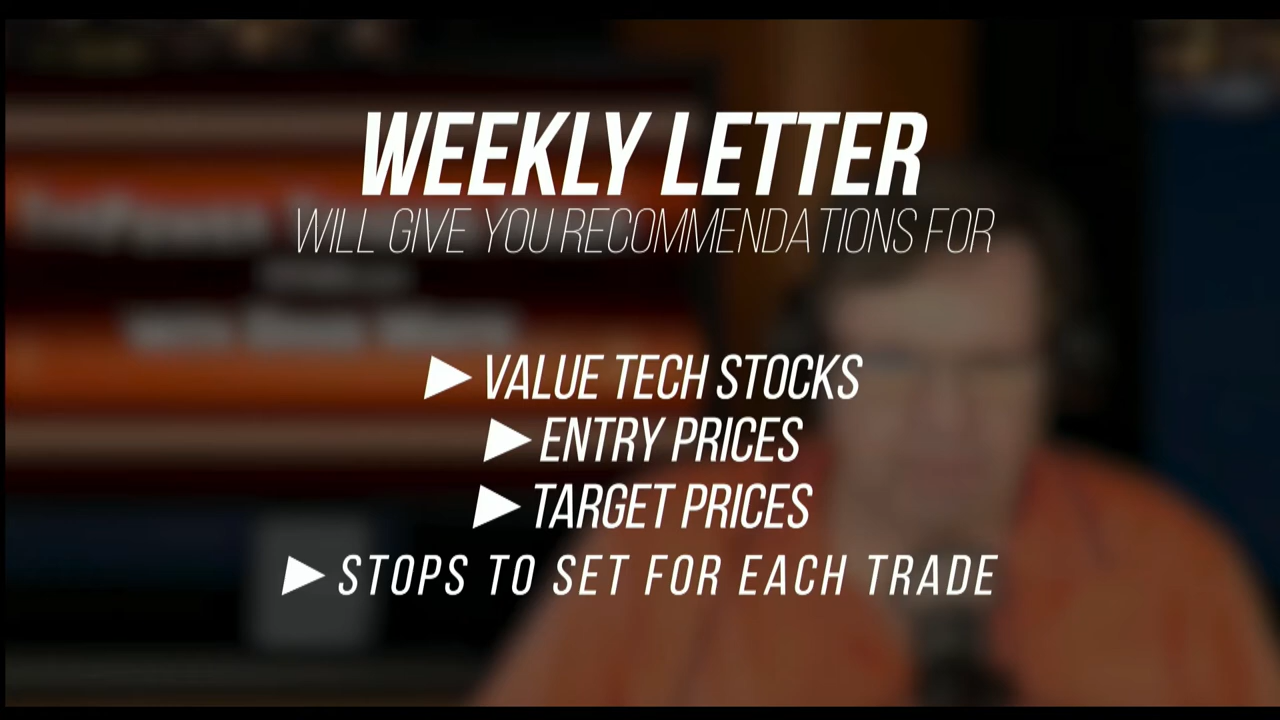 WEEKLY LETTER
WILL GIVE YOU RECOMMENDATIONS FOR
▶ VALUE TECH STOCKS
▶ ENTRY PRICES
▶ TARGET PRICES
▶ STOPS TO SET FOR EACH TRADE